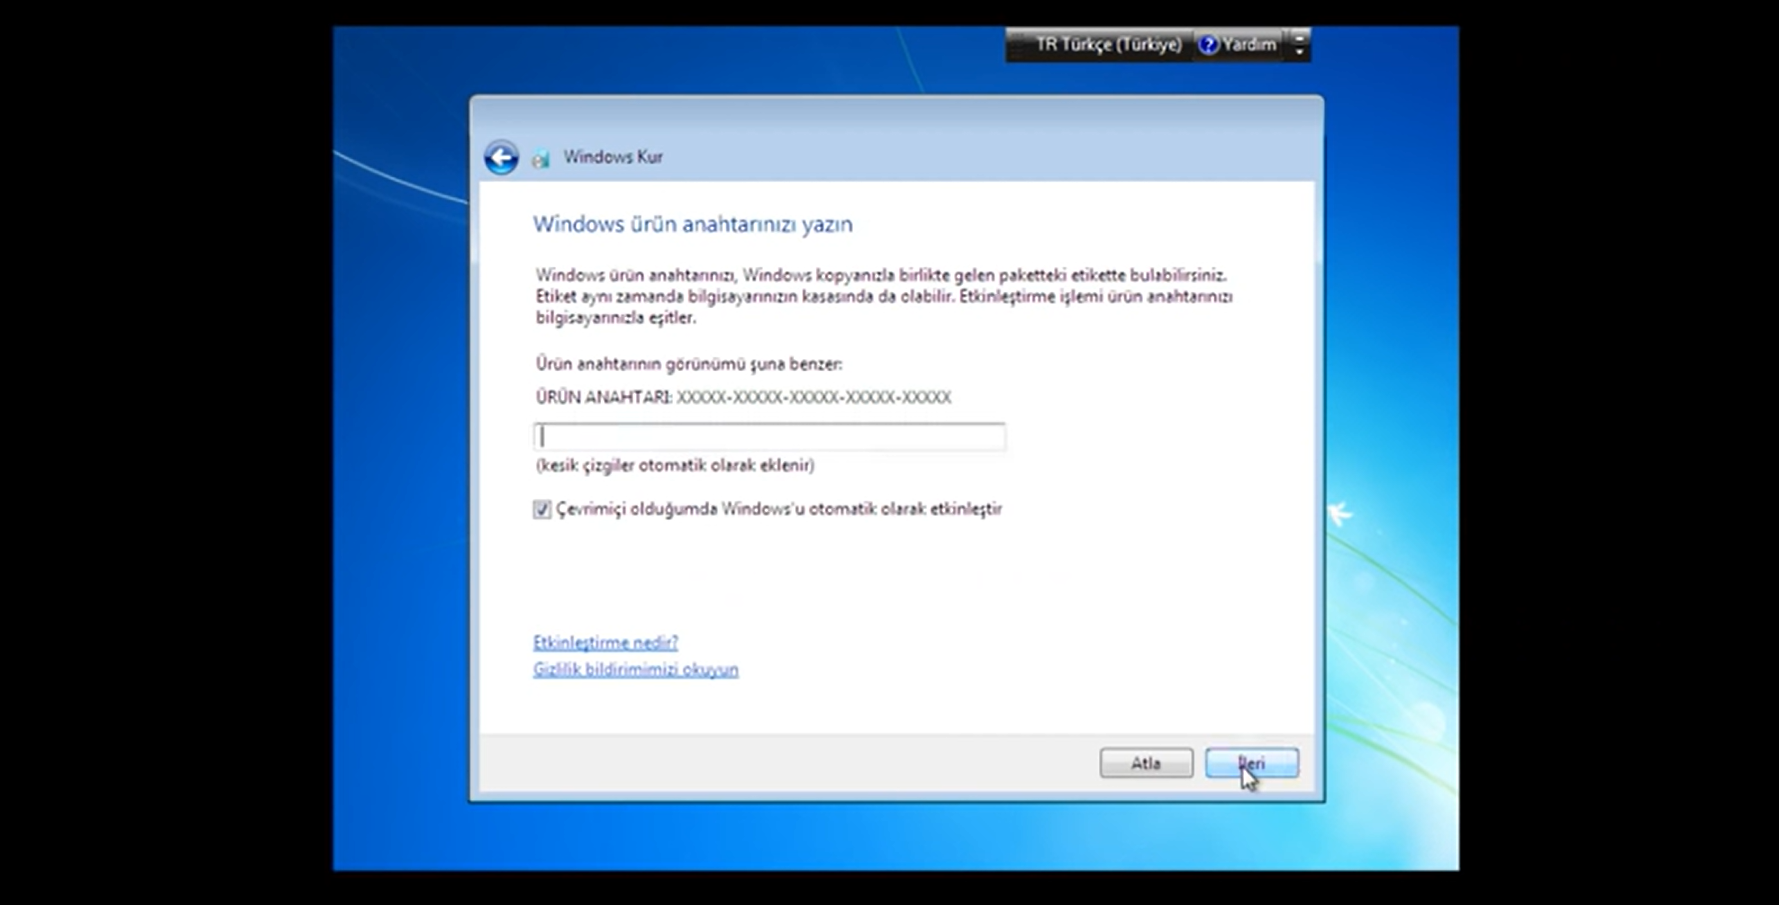 TR Türkçe (Türkiye) Yardım
Windows Kur
Windows ürün anahtarınızı yazın
Windows ürün anahtarınızı, Windows kopyanızla birlikte gelen paketteki etikette bulabilirsiniz.
Etiket aynı zamanda bilgisayarınızın kasasında da olabilir. Etkinleştirme işlemi ürün anahtarınızı
bilgisayarınızla eşitler.
Ürün anahtarının görünümü şuna benzer:
ÜRÜN ANAHTARI: XXXXX-XXXXX-XXXXX-XXXXX-XXXXX
(kesik çizgiler otomatik olarak eklenir)
Çevrimiçi olduğumda Windows'u otomatik olarak etkinleştir
Etkinleştirme nedir?
Gizlilik bildirimimizi okuyun
Atla İleri